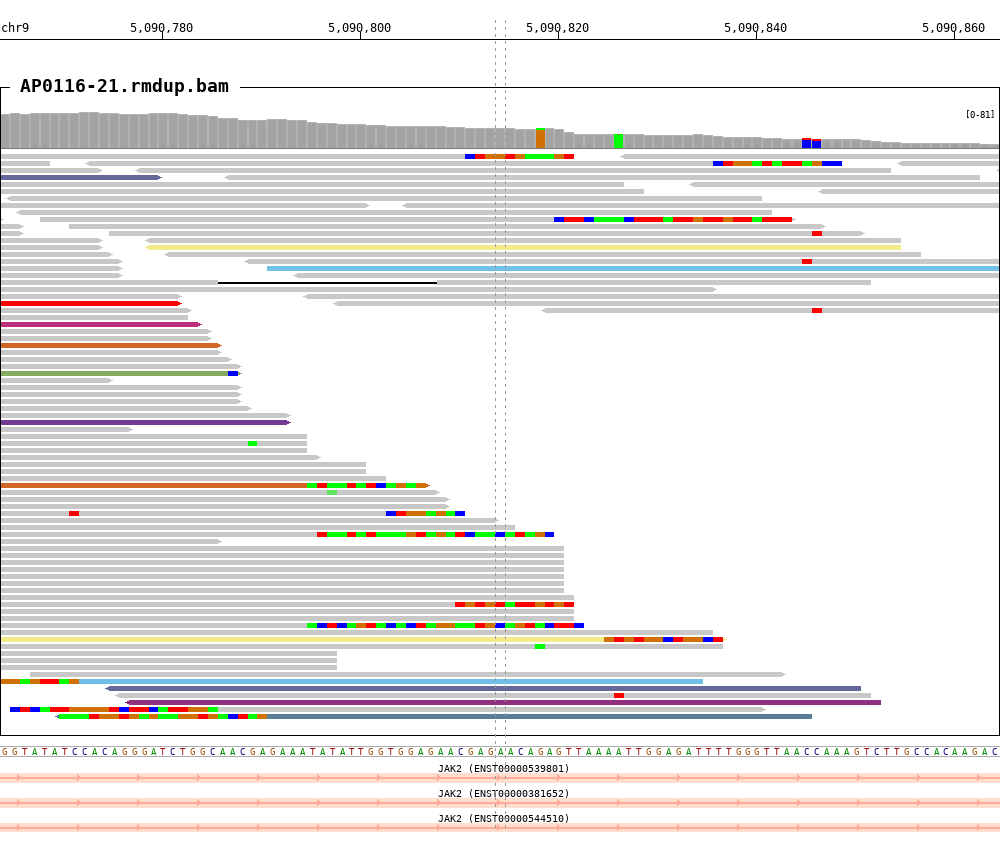 chr9 5,090,780 5,090,800 5,090,820 5,090,840 5,090,860
AP0116-21.rmdup.bam
[0-81]
GGTATATCCACAGGGATCTGGCAACGAGAAATATATTGGTGGAGAACGAGAACAGAGTTAAAATTGGAGATTTTGGGTTAACCAAAGTCTTGCCACAAGAC
JAK2 (ENST00000539801)
JAK2 (ENST00000381652)
JAK2 (ENST00000544510)